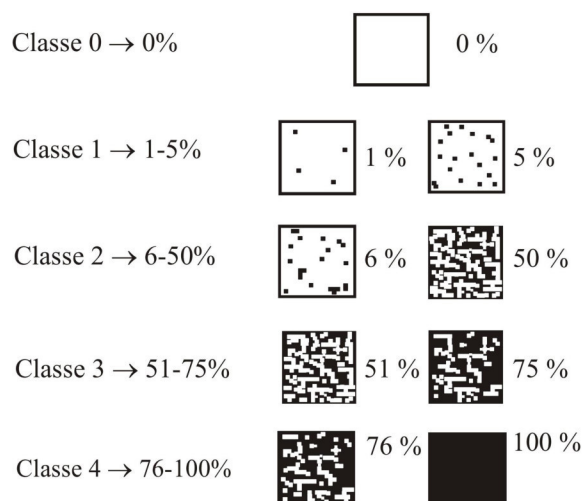 Classe 0 → 0% 0 %
Classe 1 → 1-5% 1 % 5 %
Classe 2 → 6-50% 6 % 50 %
Classe 3 → 51-75% 51 % 75 %
Classe 4 → 76-100% 76 % 100 %